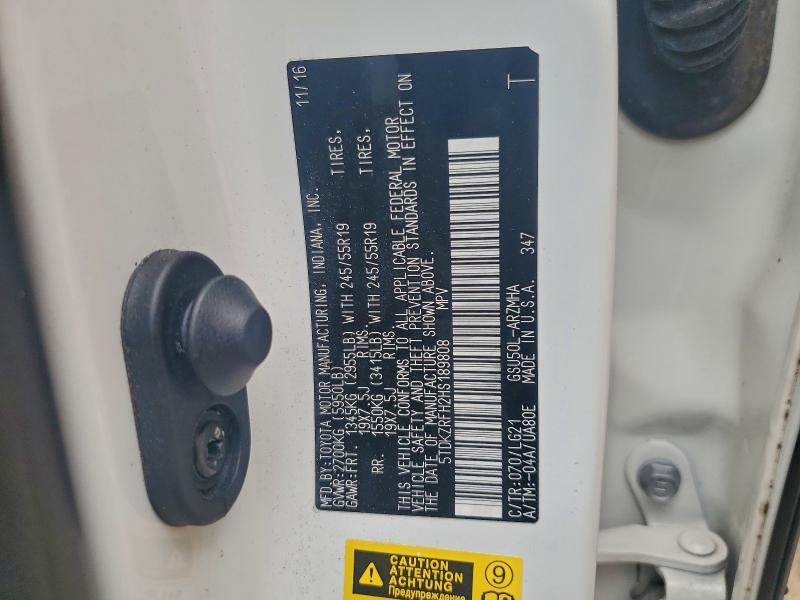 11/16
MFD BY:TOYOTA MOTOR MANUFACTURING, INDIANA, INC.
GVWR:2700KG (5950LB)
GAWR:FRT. 1345KG (2955LB) WITH 245/55R19 TIRES,
19X7.5J RIMS
RR. 1550KG (3415LB) WITH 245/55R19 TIRES,
19X7.5J RIMS.
THIS VEHICLE CONFORMS TO ALL APPLICABLE FEDERAL MOTOR
VEHICLE SAFETY AND THEFT PREVENTION STANDARDS IN EFFECT ON
THE DATE OF MANUFACTURE SHOWN ABOVE.
5TDKZRFH2HS189808 MPV
T
C/TR:070/LG21 GSU50L-ARZMHA 347
A/TM:-04A/UA80E MADE IN U.S.A.
CAUTION
ATTENTION
ACHTUNG
Предупреждение
9